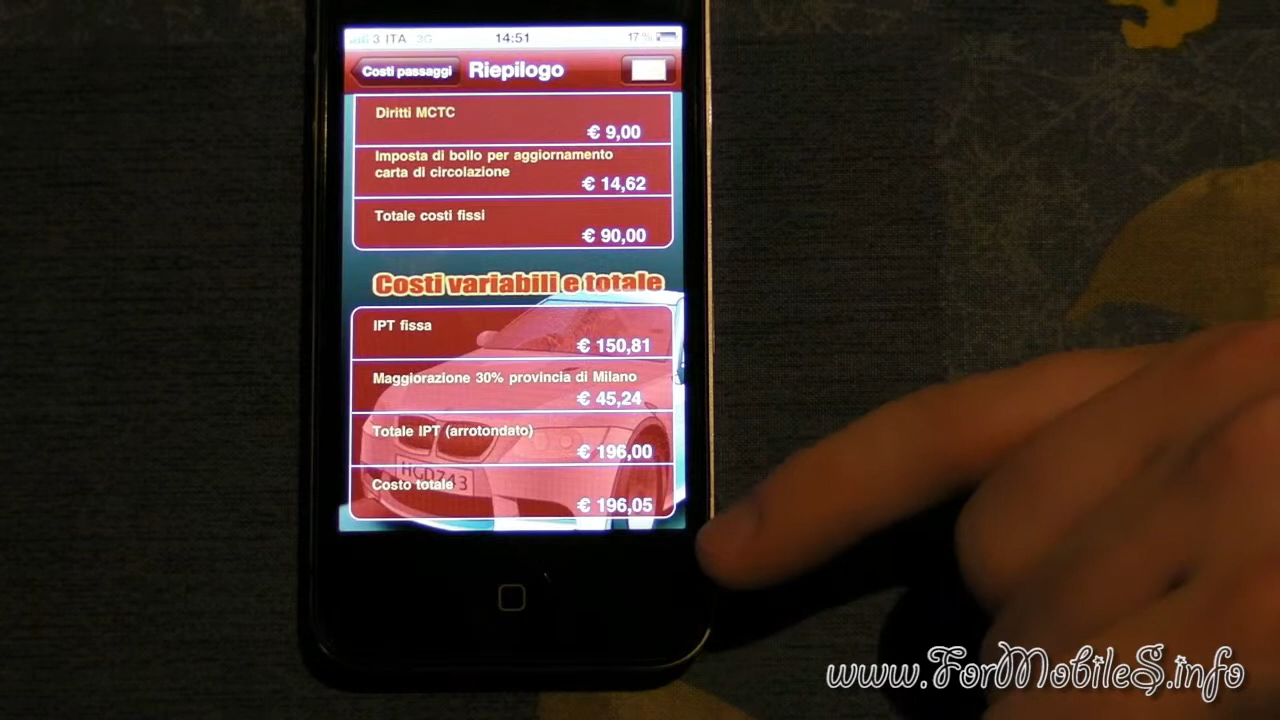 3 ITA 3G 14:51 17 %
Costi passaggi Riepilogo
Diritti MCTC
€ 9,00
Imposta di bollo per aggiornamento
carta di circolazione
€ 14,62
Totale costi fissi
€ 90,00
Costi variabili e totale
IPT fissa
€ 150,81
Maggiorazione 30% provincia di Milano
€ 45,24
Totale IPT (arrotondato)
€ 196,00
Costo totale
€ 196,05
www.ForMobileS.info